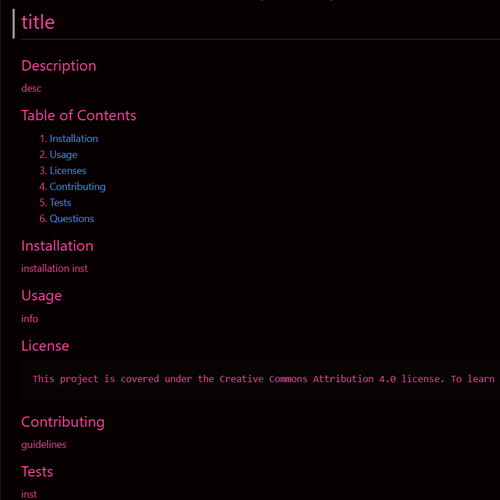 title
Description
desc
Table of Contents
1. Installation
2. Usage
3. Licenses
4. Contributing
5. Tests
6. Questions
Installation
installation inst
Usage
info
License
This project is covered under the Creative Commons Attribution 4.0 license. To learn
Contributing
guidelines
Tests
inst